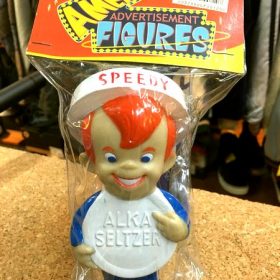 ADVERTISEMENT
FIGURES
SPEEDY
ALKA
SELTZER